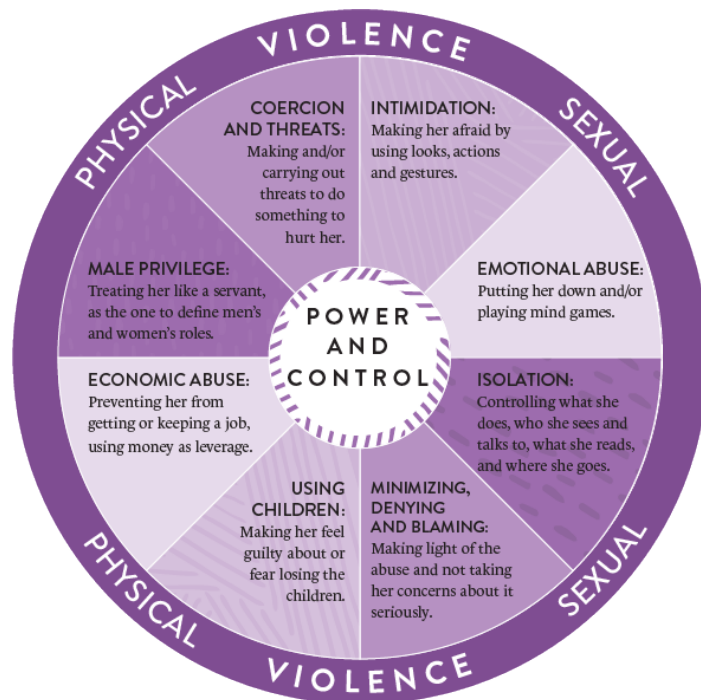 PHYSICAL VIOLENCE SEXUAL
COERCION
AND THREATS:
Making and/or
carrying out
threats to do
something to
hurt her.
INTIMIDATION:
Making her afraid by
using looks, actions
and gestures.
MALE PRIVILEGE:
Treating her like a servant,
as the one to define men’s
and women’s roles.
EMOTIONAL ABUSE:
Putting her down and/or
playing mind games.
POWER
AND
CONTROL
ECONOMIC ABUSE:
Preventing her from
getting or keeping a job,
using money as leverage.
ISOLATION:
Controlling what she
does, who she sees and
talks to, what she reads,
and where she goes.
USING
CHILDREN:
Making her feel
guilty about or
fear losing the
children.
MINIMIZING,
DENYING
AND BLAMING:
Making light of the
abuse and not taking
her concerns about it
seriously.
PHYSICAL VIOLENCE SEXUAL